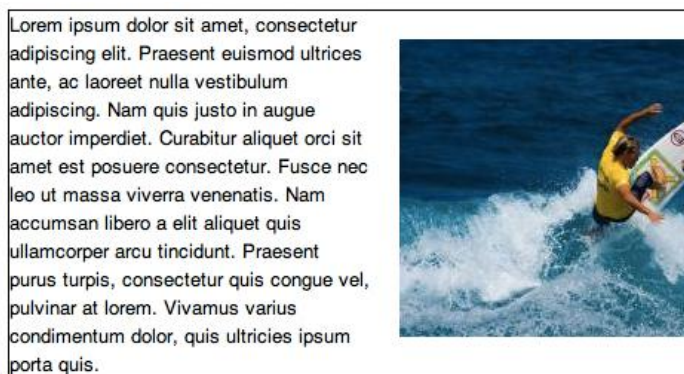 Lorem ipsum dolor sit amet, consectetur
adipiscing elit. Praesent euismod ultrices
ante, ac laoreet nulla vestibulum
adipiscing. Nam quis justo in augue
auctor imperdiet. Curabitur aliquet orci sit
amet est posuere consectetur. Fusce nec
leo ut massa viverra venenatis. Nam
accumsan libero a elit aliquet quis
ullamcorper arcu tincidunt. Praesent
purus turpis, consectetur quis congue vel,
pulvinar at lorem. Vivamus varius
condimentum dolor, quis ultricies ipsum
porta quis.